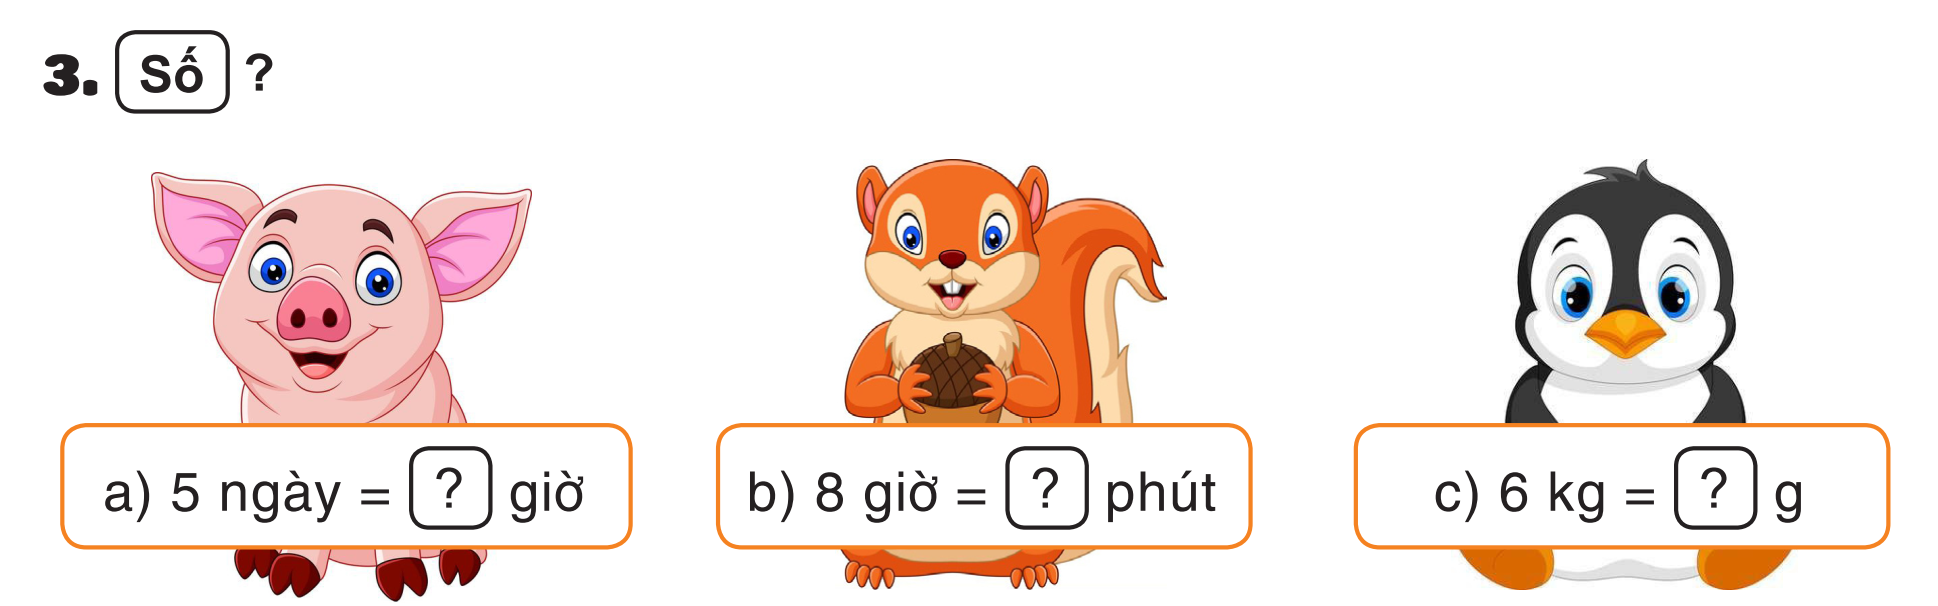 3. Số ?
a) 5 ngày = ? giờ
b) 8 giờ = ? phút
c) 6 kg = ? g